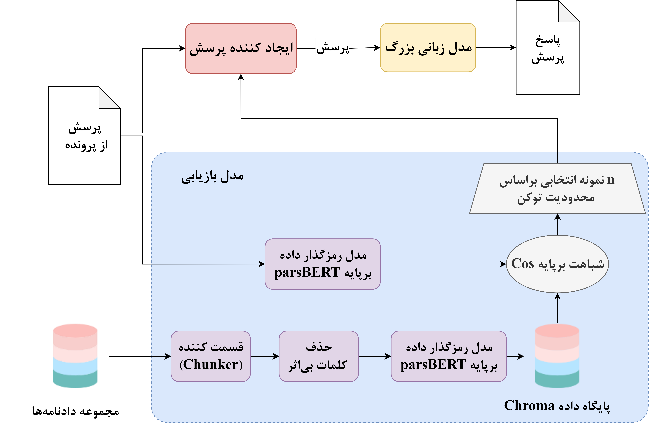 ایجاد کننده پرسش
پرسش
مدل زبانی بزرگ
پاسخ
پرسش
پرسش
از پرونده
مدل بازیابی
n نمونه انتخابی براساس
محدودیت توکن
مدل رمزگذار داده
برپایه parsBERT
شباهت برپایه Cos
قسمت کننده
(Chunker)
حذف
کلمات بی‌اثر
مدل رمزگذار داده
برپایه parsBERT
مجموعه دادنامه‌ها
پایگاه داده Chroma